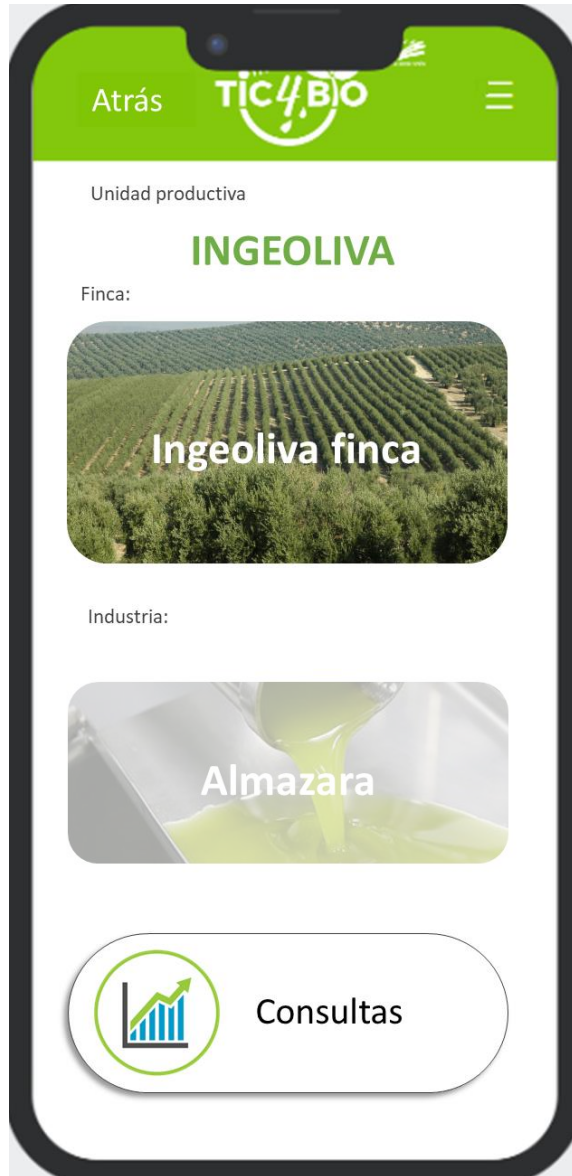 Atrás
TIC4BIO
Unidad productiva
INGEOLIVA
Finca:
Ingeoliva finca
Industria:
Almazara
Consultas